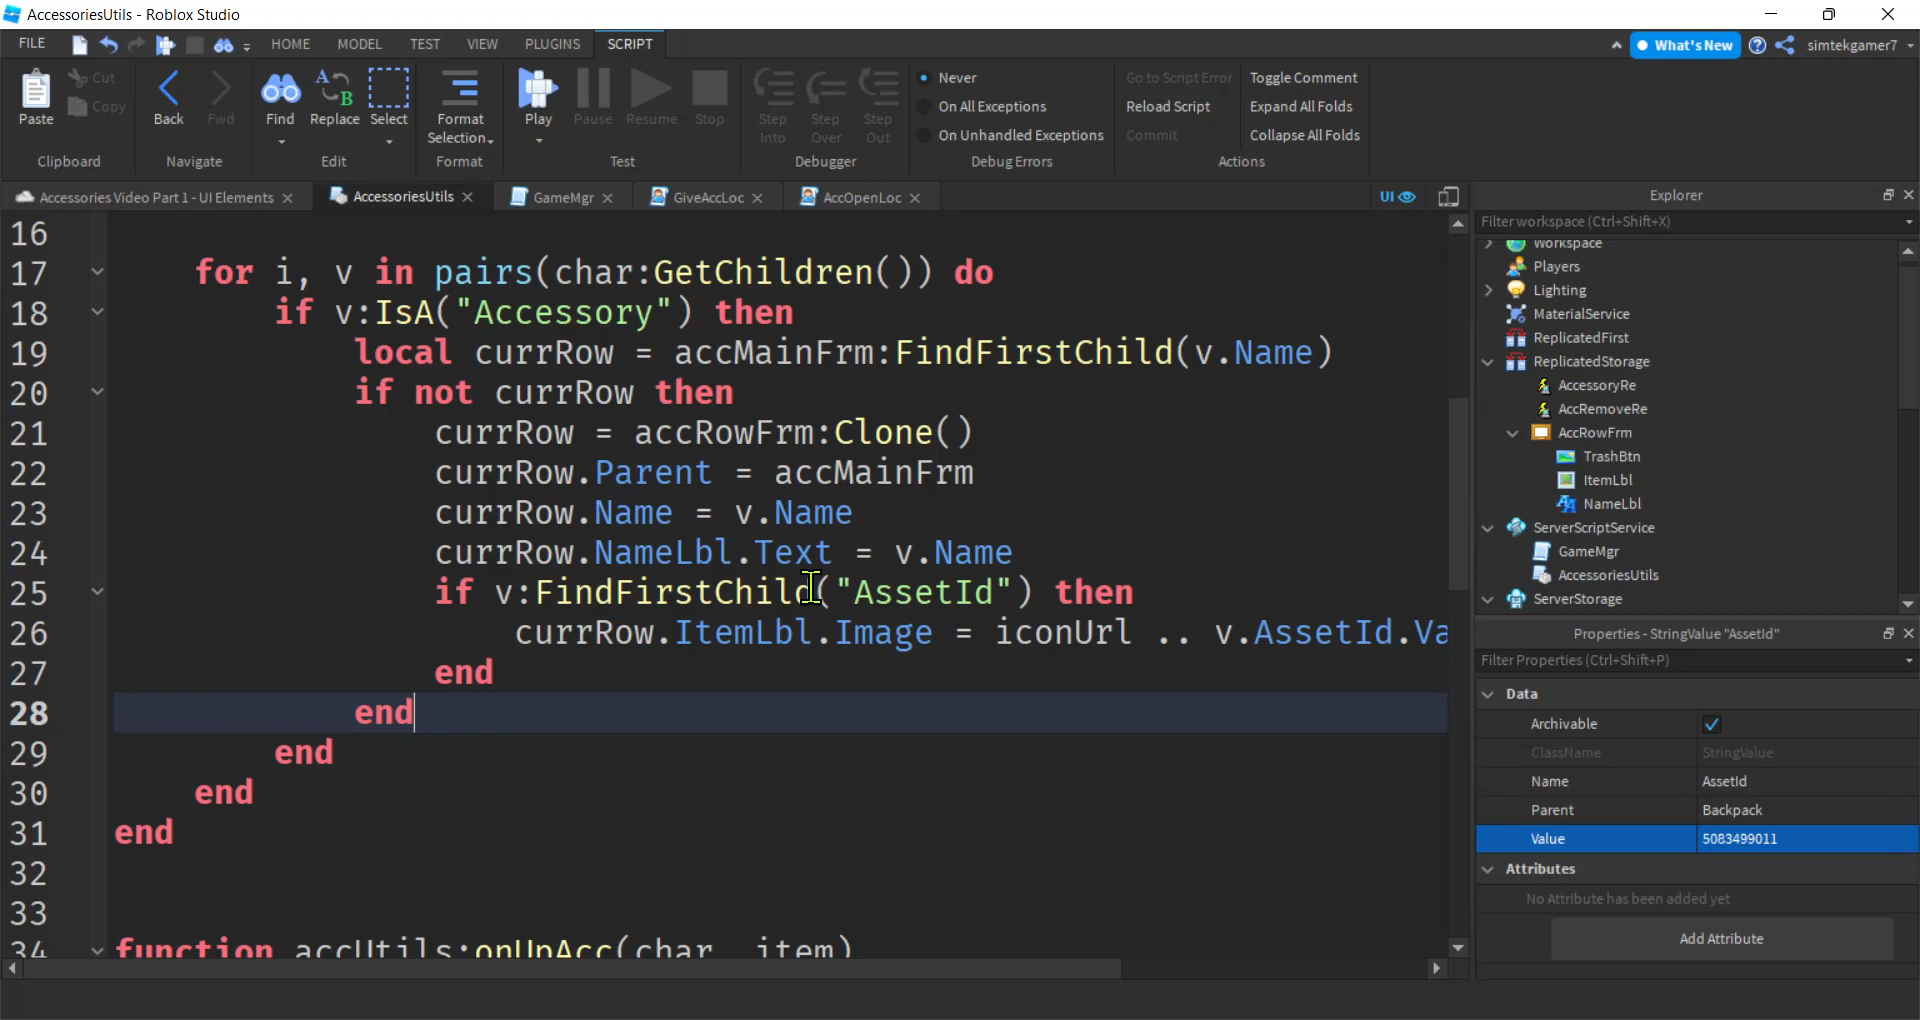 AccessoriesUtils - Roblox Studio
FILE HOME MODEL TEST VIEW PLUGINS SCRIPT What's New simtekgamer7
Paste Cut Copy Clipboard
Back Fwd Navigate
Find Replace Select Edit
Format Selection Format
Play Pause Resume Stop Test
Step Into Step Over Step Out Debugger
Never
On All Exceptions
On Unhandled Exceptions
Debug Errors
Go to Script Error Toggle Comment
Reload Script Expand All Folds
Commit Collapse All Folds
Actions
Accessories Video Part 1 - UI Elements AccessoriesUtils GameMgr GiveAccLoc AccOpenLoc UI
16
17 for i, v in pairs(char:GetChildren()) do
18 if v:IsA("Accessory") then
19 local currRow = accMainFrm:FindFirstChild(v.Name)
20 if not currRow then
21 currRow = accRowFrm:Clone()
22 currRow.Parent = accMainFrm
23 currRow.Name = v.Name
24 currRow.NameLbl.Text = v.Name
25 if v:FindFirstChild("AssetId") then
26 currRow.ItemLbl.Image = iconUrl .. v.AssetId.Va
27 end
28 end
29 end
30 end
31 end
32
33
34 function accUtils:onUpAcc(char, item)
Explorer
Filter workspace (Ctrl+Shift+X)
Workspace
Players
Lighting
MaterialService
ReplicatedFirst
ReplicatedStorage
AccessoryRe
AccRemoveRe
AccRowFrm
TrashBtn
ItemLbl
NameLbl
ServerScriptService
GameMgr
AccessoriesUtils
ServerStorage
Properties - StringValue "AssetId"
Filter Properties (Ctrl+Shift+P)
Data
Archivable
ClassName StringValue
Name AssetId
Parent Backpack
Value 5083499011
Attributes
No Attribute has been added yet
Add Attribute